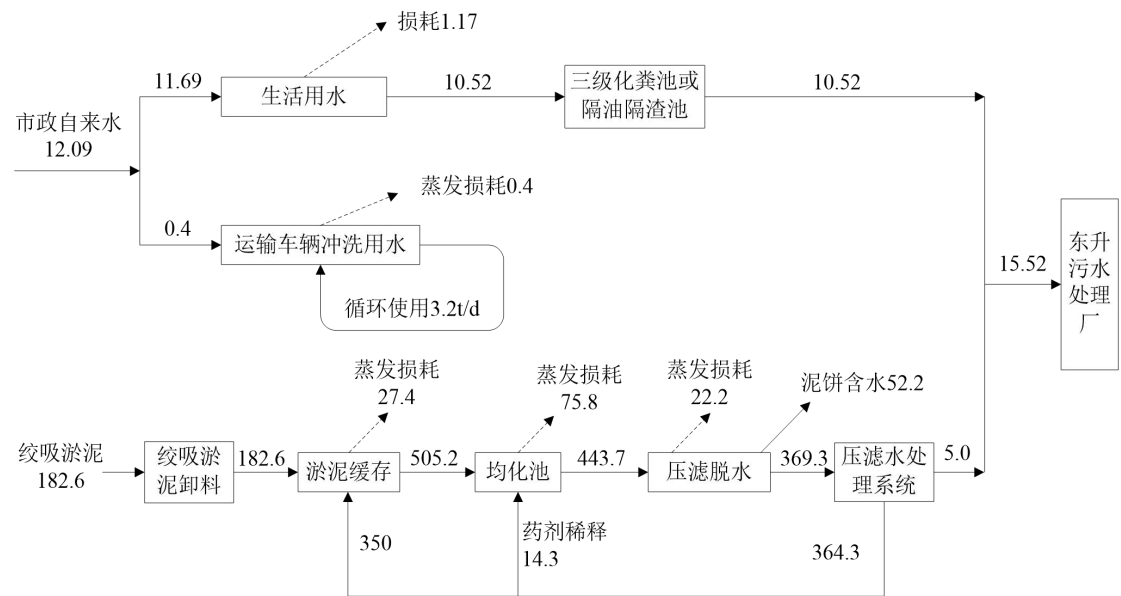 损耗1.17
11.69
生活用水
10.52
三级化粪池或
隔油隔渣池
10.52
市政自来水
12.09
蒸发损耗0.4
0.4
运输车辆冲洗用水
循环使用3.2t/d
15.52
东升
污水
处理
厂
蒸发损耗
27.4
蒸发损耗
75.8
蒸发损耗
22.2
泥饼含水52.2
绞吸淤泥
182.6
绞吸淤
泥卸料
182.6
淤泥缓存
505.2
均化池
443.7
压滤脱水
369.3
压滤水处
理系统
5.0
350
药剂稀释
14.3
364.3